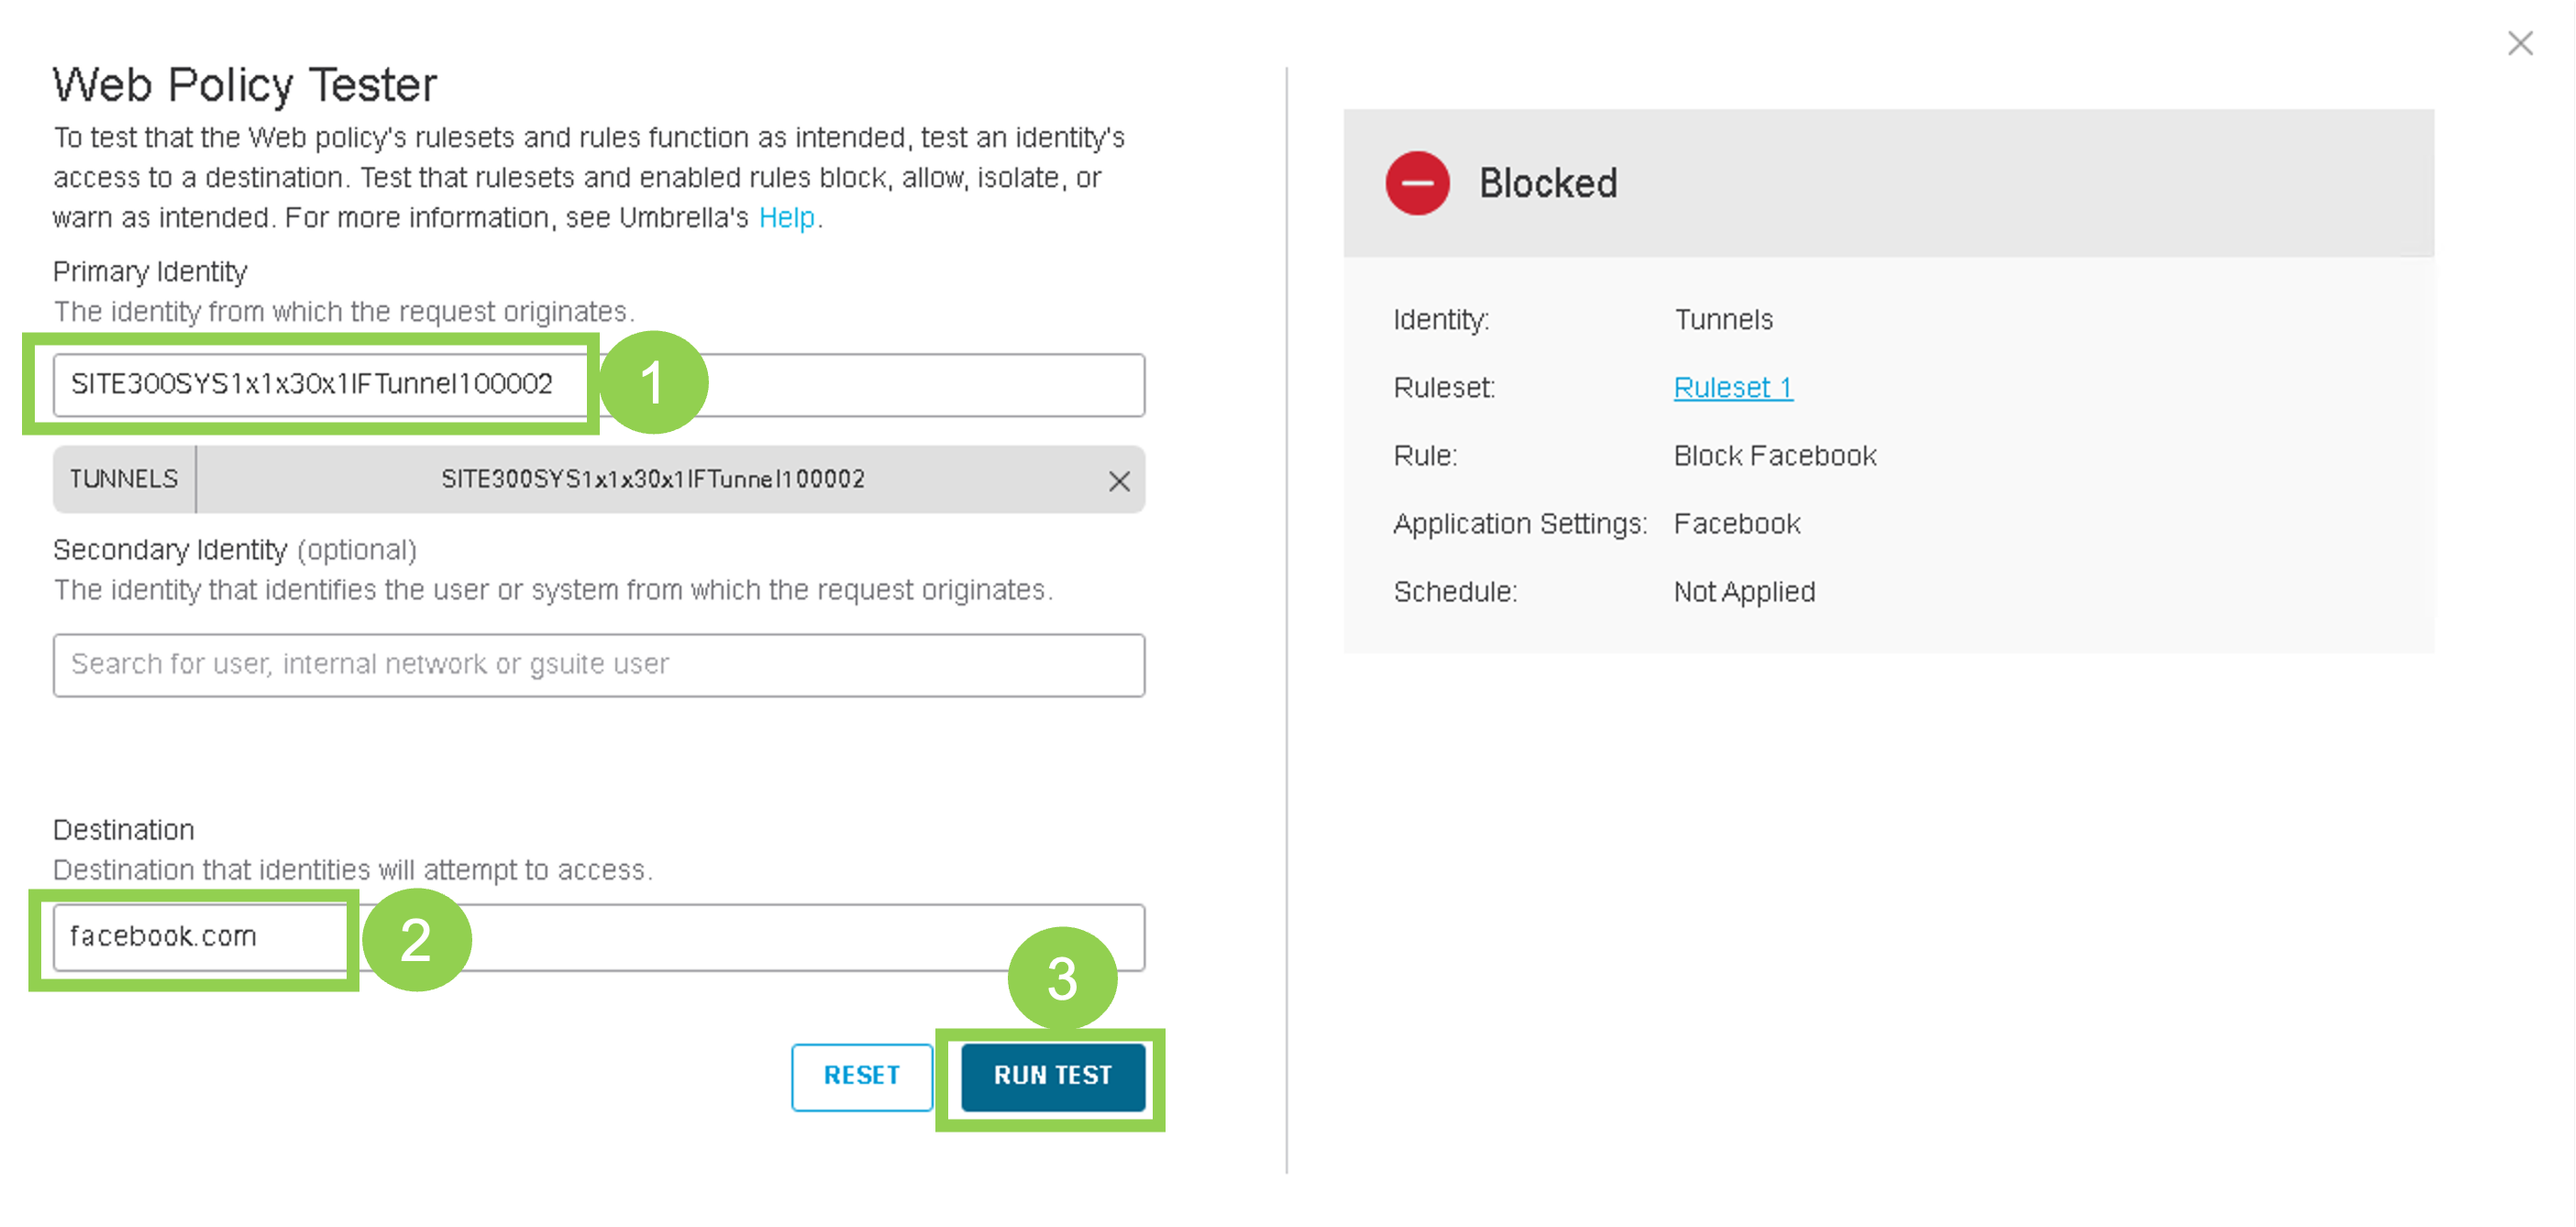 Web Policy Tester
To test that the Web policy's rulesets and rules function as intended, test an identity's
access to a destination. Test that rulesets and enabled rules block, allow, isolate, or
warn as intended. For more information, see Umbrella's Help.
Primary Identity
The identity from which the request originates.
SITE300SYS1x1x30x1IFTunnel100002
1
TUNNELS
SITE300SYS1x1x30x1IFTunnel100002
Secondary Identity (optional)
The identity that identifies the user or system from which the request originates.
Search for user, internal network or gsuite user
Destination
Destination that identities will attempt to access.
facebook.com
2
3
RESET
RUN TEST
Blocked
Identity: Tunnels
Ruleset: Ruleset 1
Rule: Block Facebook
Application Settings: Facebook
Schedule: Not Applied